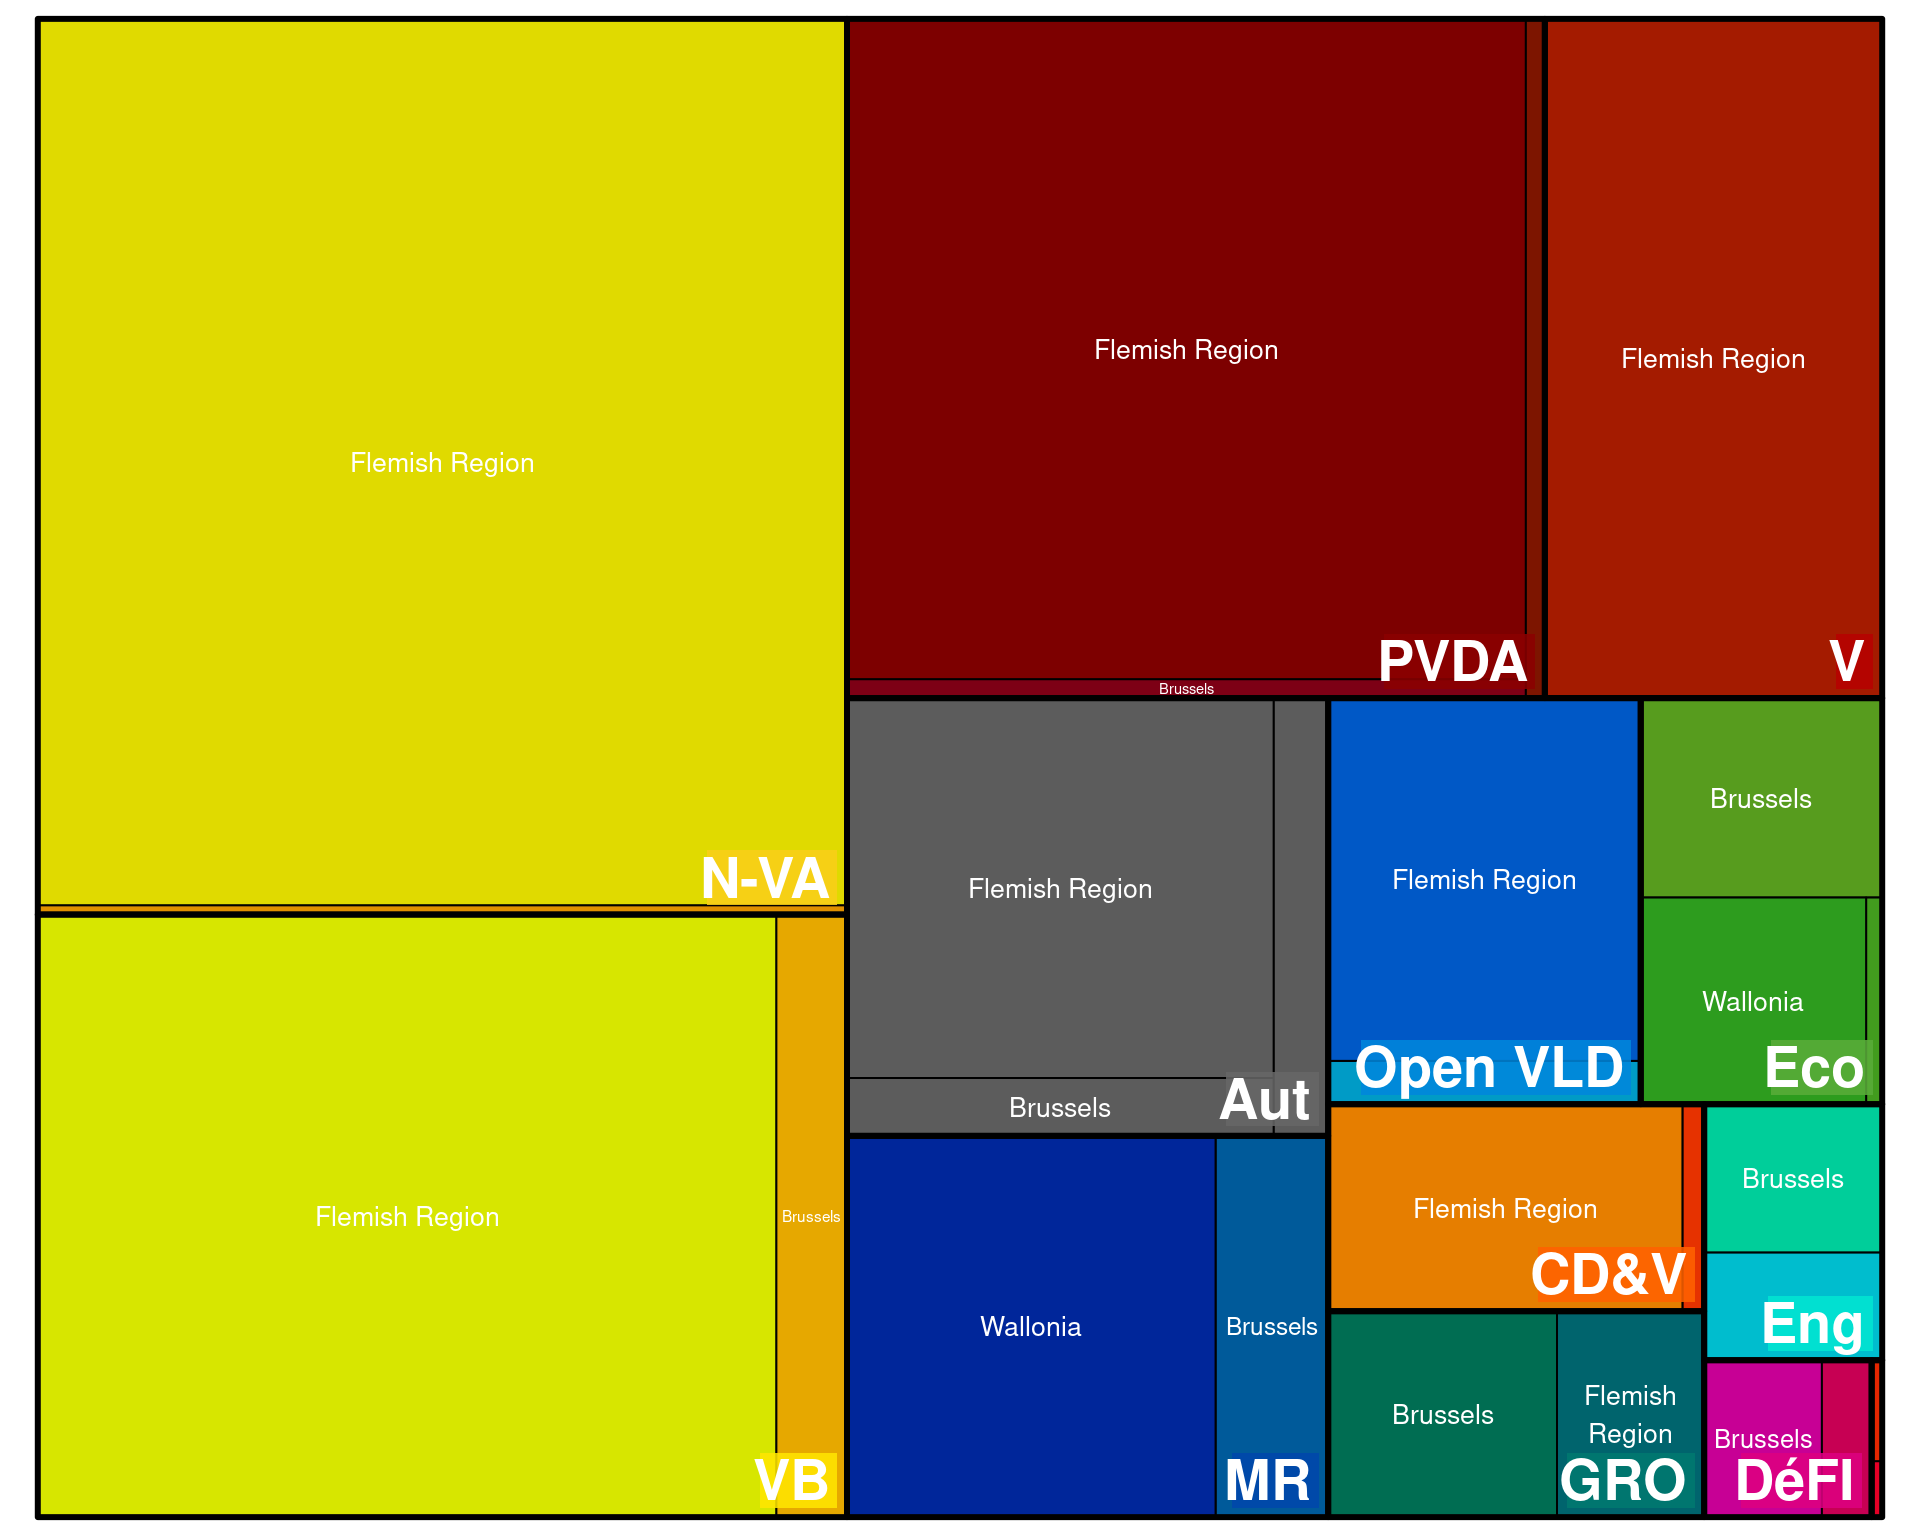 Flemish Region
N-VA
Flemish Region
Brussels
VB
Flemish Region
Brussels
PVDA
Flemish Region
V
Flemish Region
Brussels
Aut
Wallonia
Brussels
MR
Flemish Region
Open VLD
Brussels
Wallonia
Eco
Flemish Region
CD&V
Brussels
Eng
Brussels
Flemish
Region
GRO
Brussels
DéFI